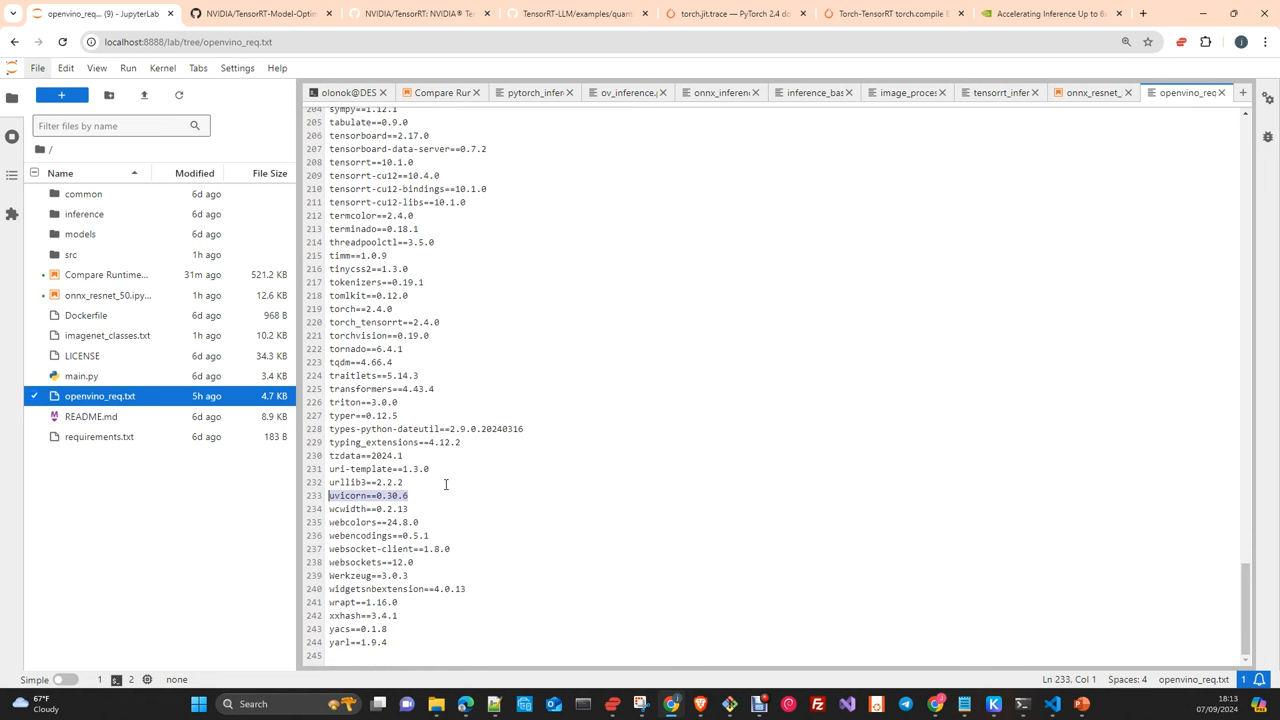 openvino_req... (9) - JupyterLab
NVIDIA/TensorRT-Model-Optim
NVIDIA/TensorRT: NVIDIA® Te
TensorRT-LLM/examples/quan
torch.jit.trace — PyTorch 2.4 do
Torch-TensorRT torch.compile B
Accelerating Inference Up to 6x
localhost:8888/lab/tree/openvino_req.txt
File Edit View Run Kernel Tabs Settings Help
olonok@DES
Compare Run
pytorch_infer
ov_inference.
onnx_inferen
inference_bas
image_proces
tensorrt_infer
onnx_resnet_
openvino_req
Filter files by name
/
Name Modified File Size
common 6d ago
inference 6d ago
models 6d ago
src 1h ago
Compare Runtime... 31m ago 521.2 KB
onnx_resnet_50.ipy... 1h ago 12.6 KB
Dockerfile 6d ago 968 B
imagenet_classes.txt 1h ago 10.2 KB
LICENSE 6d ago 34.3 KB
main.py 6d ago 3.4 KB
openvino_req.txt 5h ago 4.7 KB
README.md 6d ago 8.9 KB
requirements.txt 6d ago 183 B
204 sympy==1.12.1
205 tabulate==0.9.0
206 tensorboard==2.17.0
207 tensorboard-data-server==0.7.2
208 tensorrt==10.1.0
209 tensorrt-cu12==10.4.0
210 tensorrt-cu12-bindings==10.1.0
211 tensorrt-cu12-libs==10.1.0
212 termcolor==2.4.0
213 terminado==0.18.1
214 threadpoolctl==3.5.0
215 timm==1.0.9
216 tinycss2==1.3.0
217 tokenizers==0.19.1
218 tomlkit==0.12.0
219 torch==2.4.0
220 torch_tensorrt==2.4.0
221 torchvision==0.19.0
222 tornado==6.4.1
223 tqdm==4.66.4
224 traitlets==5.14.3
225 transformers==4.43.4
226 triton==3.0.0
227 typer==0.12.5
228 types-python-dateutil==2.9.0.20240316
229 typing_extensions==4.12.2
230 tzdata==2024.1
231 uri-template==1.3.0
232 urllib3==2.2.2
233 uvicorn==0.30.6
234 wcwidth==0.2.13
235 webcolors==24.8.0
236 webencodings==0.5.1
237 websocket-client==1.8.0
238 websockets==12.0
239 Werkzeug==3.0.3
240 widgetsnbextension==4.0.13
241 wrapt==1.16.0
242 xxhash==3.4.1
243 yacs==0.1.8
244 yarl==1.9.4
245
Simple 1 2 none Ln 233, Col 1 Spaces: 4 openvino_req.txt 1
67°F
Cloudy
Search
18:13
07/09/2024